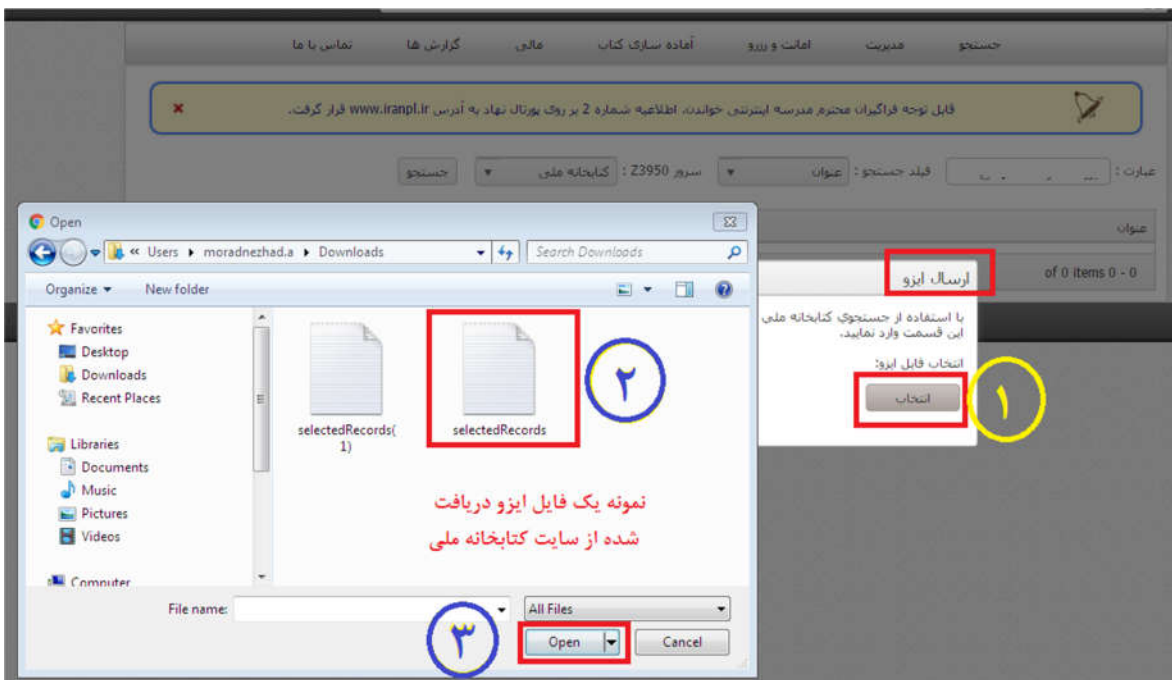 جستجو مدیریت امانت و رزرو آماده سازی کتاب مالی گزارش ها تماس با ما
قابل توجه فراگیران محترم مدرسه اینترنتی خواندن، اطلاعیه شماره 2 بر روی پورتال نهاد به آدرس www.iranpl.ir قرار گرفت.
عبارت : فیلد جستجو : عنوان سرور Z3950 : کتابخانه ملی جستجو
عنوان
of 0 items 0 - 0
ارسال ایزو
با استفاده از جستجوی کتابخانه ملی
این قسمت وارد نمایید.
انتخاب فایل ایزو:
انتخاب
۱
Open
« Users ▸ moradnezhad.a ▸ Downloads
Search Downloads
Organize New folder
Favorites
Desktop
Downloads
Recent Places
Libraries
Documents
Music
Pictures
Videos
Computer
selectedRecords(
1)
selectedRecords
۲
نمونه یک فایل ایزو دریافت
شده از سایت کتابخانه ملی
File name:
All Files
۳
Open
Cancel